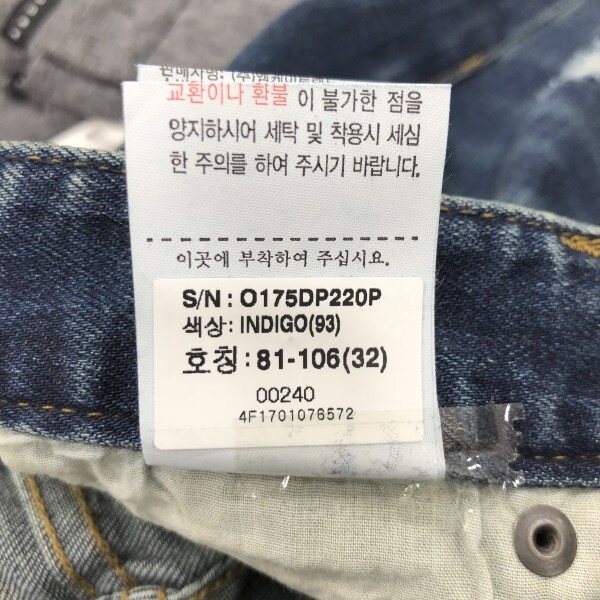 교환이나 환불 이 불가한 점을
양지하시어 세탁 및 착용시 세심
한 주의를 하여 주시기 바랍니다.
이곳에 부착하여 주십시요.
S/N : O175DP220P
색상: INDIGO(93)
호칭 : 81-106(32)
00240
4F1701076572